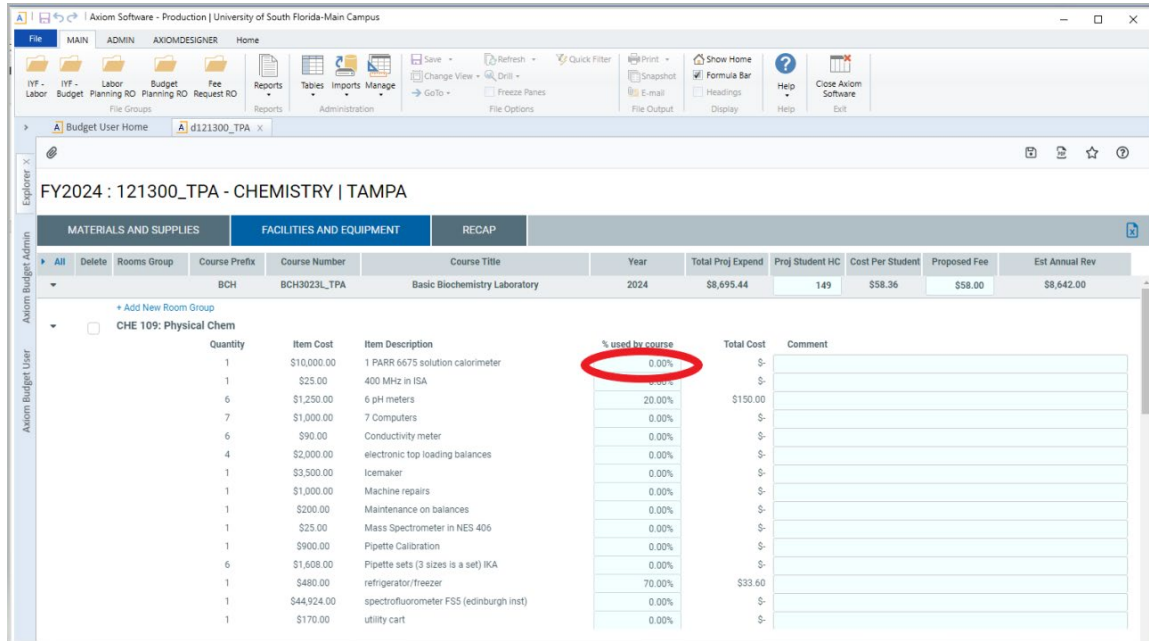 Axiom Software - Production | University of South Florida-Main Campus
File MAIN ADMIN AXIOMDESIGNER Home
IYF - Labor
IYF - Budget
Labor Planning RO
Budget Planning RO
Fee Request RO
File Groups
Reports
Reports
Tables Imports Manage
Administration
Save Refresh Quick Filter
Change View Drill
GoTo Freeze Panes
File Options
Print
Snapshot
E-mail
File Output
Show Home
Formula Bar
Headings
Display
Help
Help
Close Axiom Software
Exit
Budget User Home d121300_TPA
Explorer
Axiom Budget Admin
Axiom Budget User
FY2024 : 121300_TPA - CHEMISTRY | TAMPA
MATERIALS AND SUPPLIES FACILITIES AND EQUIPMENT RECAP
All Delete Rooms Group Course Prefix Course Number Course Title Year Total Proj Expend Proj Student HC Cost Per Student Proposed Fee Est Annual Rev
BCH BCH3023L_TPA Basic Biochemistry Laboratory 2024 $8,695.44 149 $58.36 $58.00 $8,642.00
+ Add New Room Group
CHE 109: Physical Chem
Quantity Item Cost Item Description % used by course Total Cost Comment
1 $10,000.00 1 PARR 6675 solution calorimeter 0.00% $-
1 $25.00 400 MHz in ISA 0.00% $-
6 $1,250.00 6 pH meters 20.00% $150.00
7 $1,000.00 7 Computers 0.00% $-
6 $90.00 Conductivity meter 0.00% $-
4 $2,000.00 electronic top loading balances 0.00% $-
1 $3,500.00 Icemaker 0.00% $-
1 $1,000.00 Machine repairs 0.00% $-
1 $200.00 Maintenance on balances 0.00% $-
1 $25.00 Mass Spectrometer in NES 406 0.00% $-
1 $900.00 Pipette Calibration 0.00% $-
6 $1,608.00 Pipette sets (3 sizes is a set) IKA 0.00% $-
1 $480.00 refrigerator/freezer 70.00% $33.60
1 $44,924.00 spectrofluorometer FS5 (edinburgh inst) 0.00% $-
1 $170.00 utility cart 0.00% $-